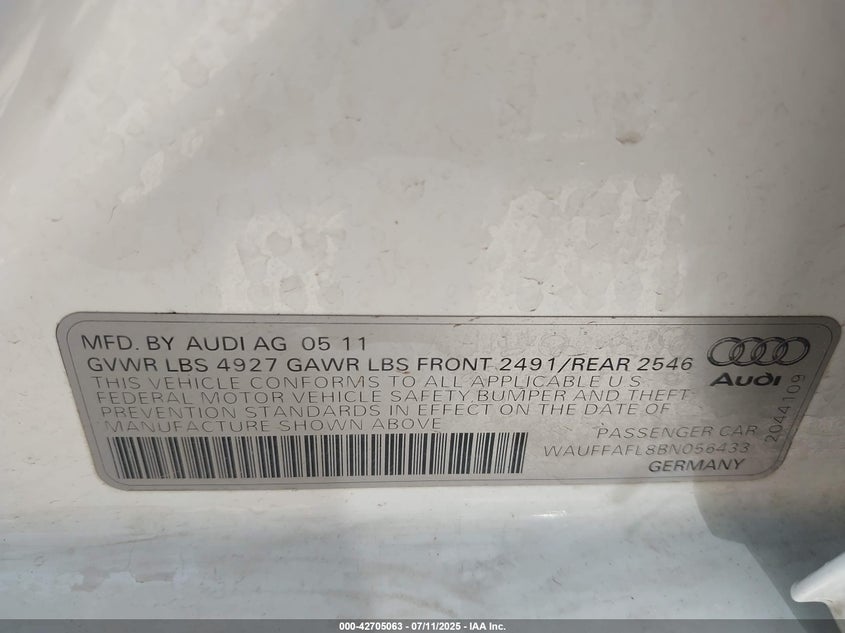 MFD. BY AUDI AG 05 11
GVWR LBS 4927 GAWR LBS FRONT 2491/REAR 2546
THIS VEHICLE CONFORMS TO ALL APPLICABLE U S
FEDERAL MOTOR VEHICLE SAFETY, BUMPER AND THEFT
PREVENTION STANDARDS IN EFFECT ON THE DATE OF
MANUFACTURE SHOWN ABOVE
PASSENGER CAR
WAUFFAFL8BN056433
GERMANY
Audi
2044109
000-42705063 - 07/11/2025 - IAA Inc.